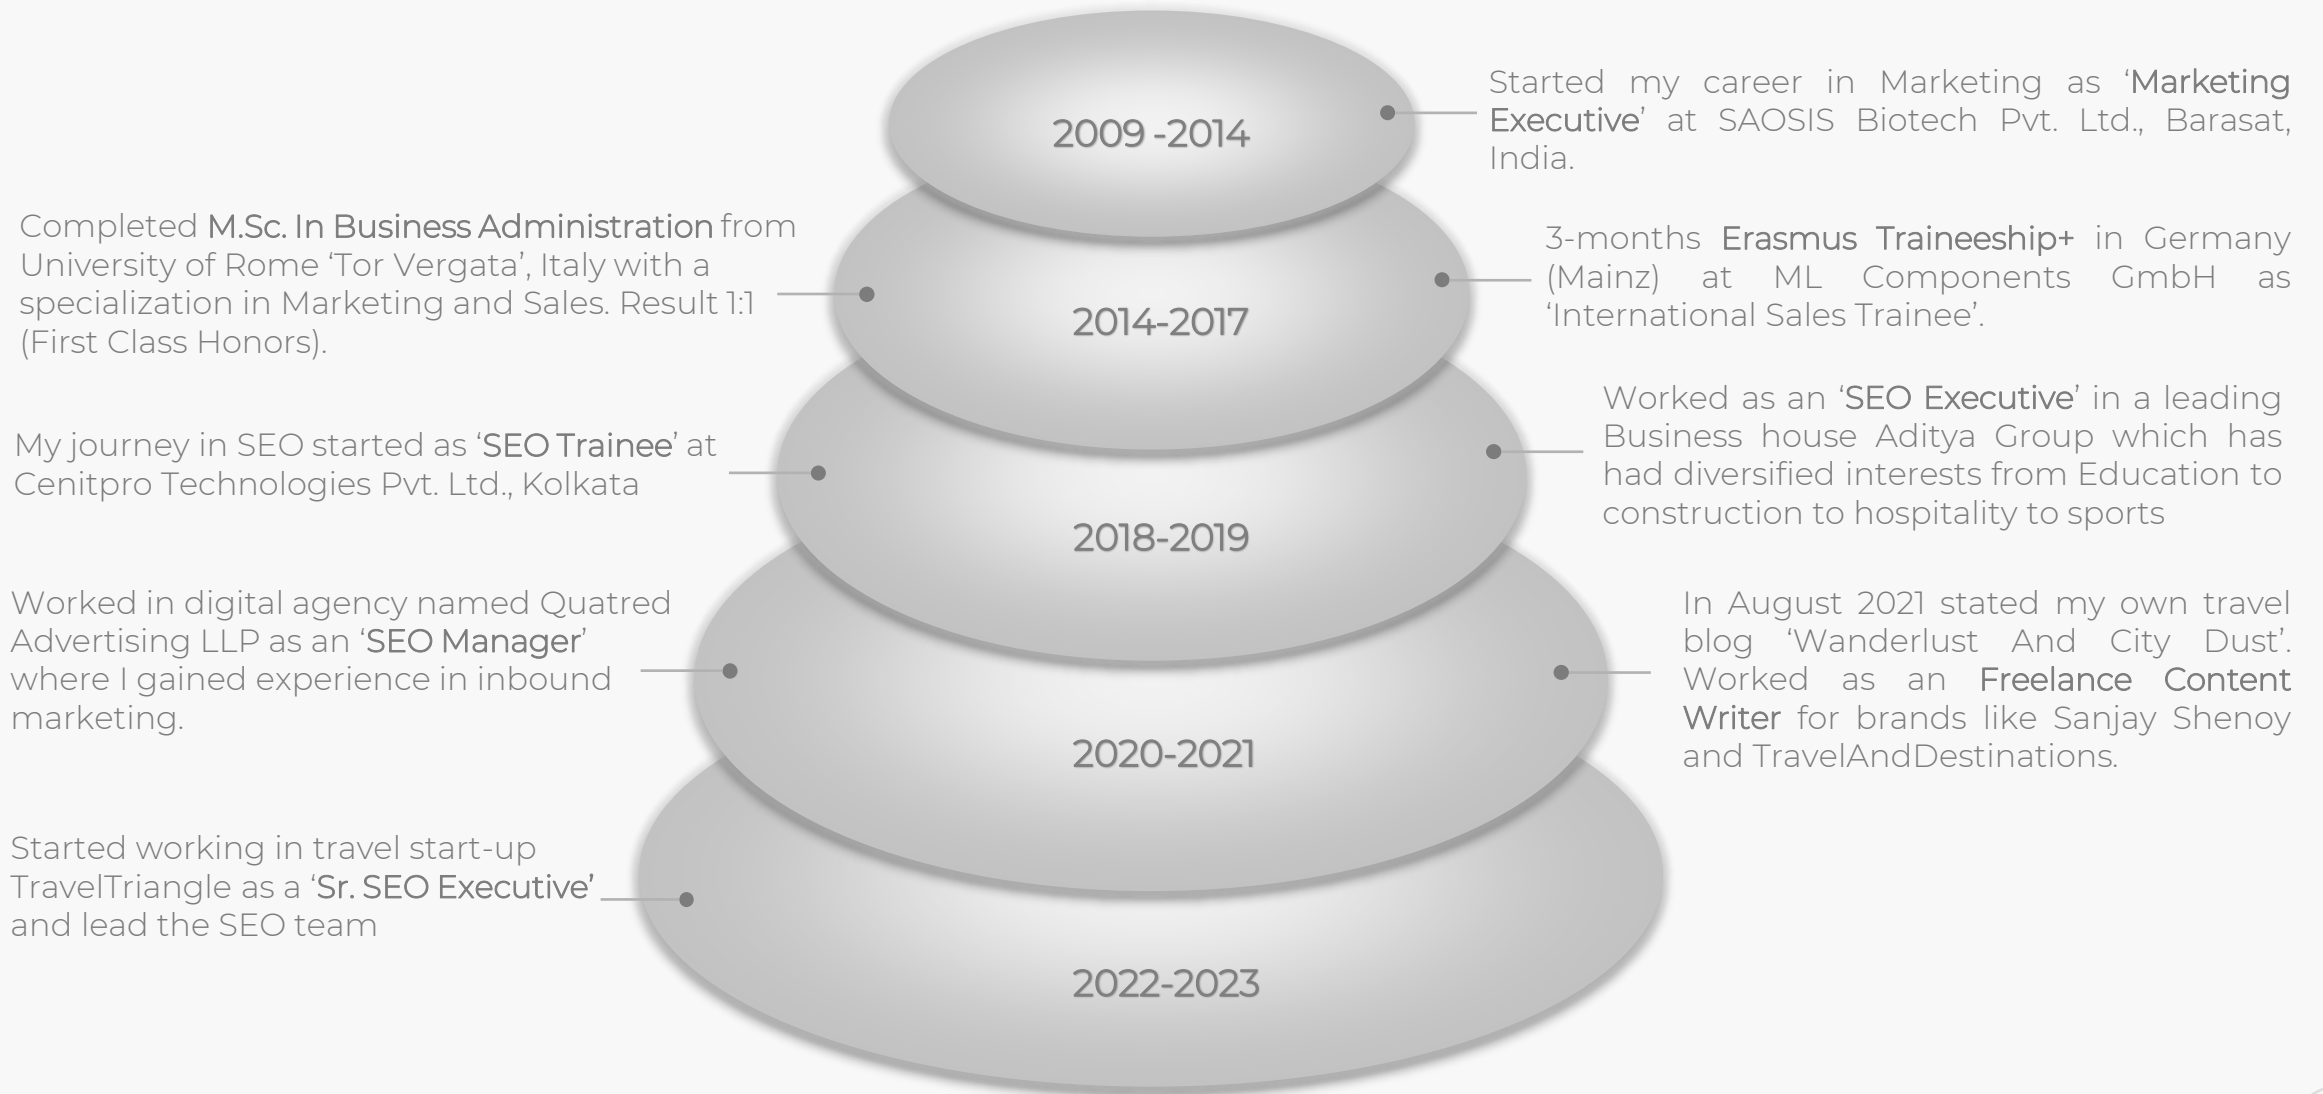 2009 -2014
Started my career in Marketing as ‘Marketing
Executive’ at SAOSIS Biotech Pvt. Ltd., Barasat,
India.
Completed M.Sc. In Business Administration from
University of Rome ‘Tor Vergata’, Italy with a
specialization in Marketing and Sales. Result 1:1
(First Class Honors).
2014-2017
3-months Erasmus Traineeship+ in Germany
(Mainz) at ML Components GmbH as
‘International Sales Trainee’.
My journey in SEO started as ‘SEO Trainee’ at
Cenitpro Technologies Pvt. Ltd., Kolkata
2018-2019
Worked as an ‘SEO Executive’ in a leading
Business house Aditya Group which has
had diversified interests from Education to
construction to hospitality to sports
Worked in digital agency named Quatred
Advertising LLP as an ‘SEO Manager’
where I gained experience in inbound
marketing.
2020-2021
In August 2021 stated my own travel
blog ‘Wanderlust And City Dust’.
Worked as an Freelance Content
Writer for brands like Sanjay Shenoy
and TravelAndDestinations.
Started working in travel start-up
TravelTriangle as a ‘Sr. SEO Executive’
and lead the SEO team
2022-2023